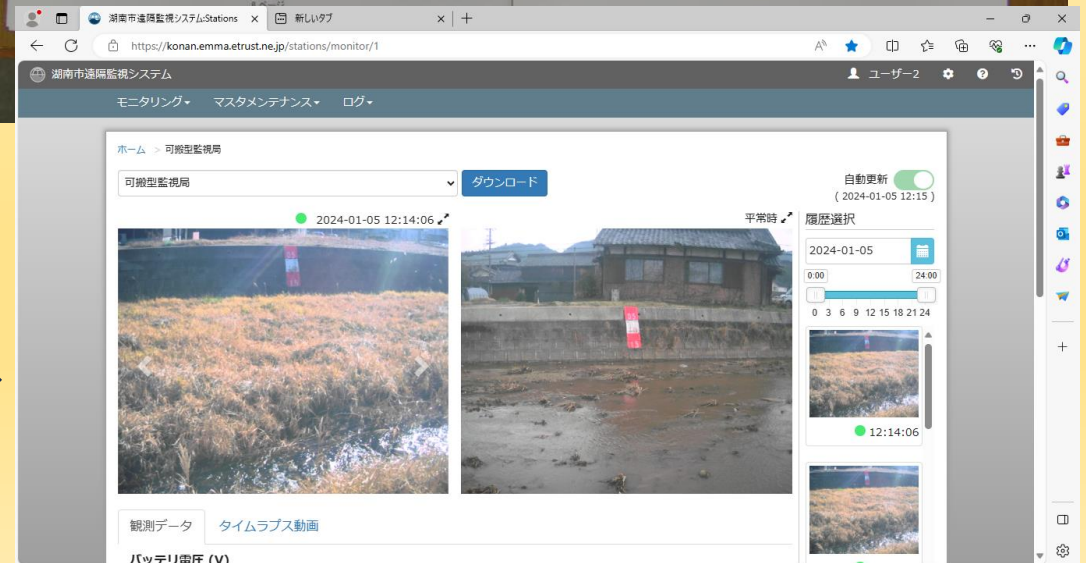 湖南市遠隔監視システム:Stations
新しいタブ
https://konan.emma.etrust.ne.jp/stations/monitor/1
湖南市遠隔監視システム
ユーザー2
モニタリング
マスタメンテナンス
ログ
ホーム > 可搬型監視局
可搬型監視局
ダウンロード
自動更新
( 2024-01-05 12:15 )
2024-01-05 12:14:06
平常時
履歴選択
2024-01-05
0:00
24:00
0 3 6 9 12 15 18 21 24
12:14:06
観測データ
タイムラプス動画
バッテリ電圧 (V)